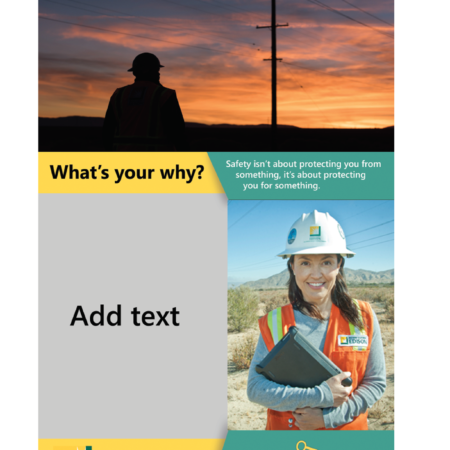 What's your why?
Safety isn't about protecting you from
something, it's about protecting
you for something.
Add text